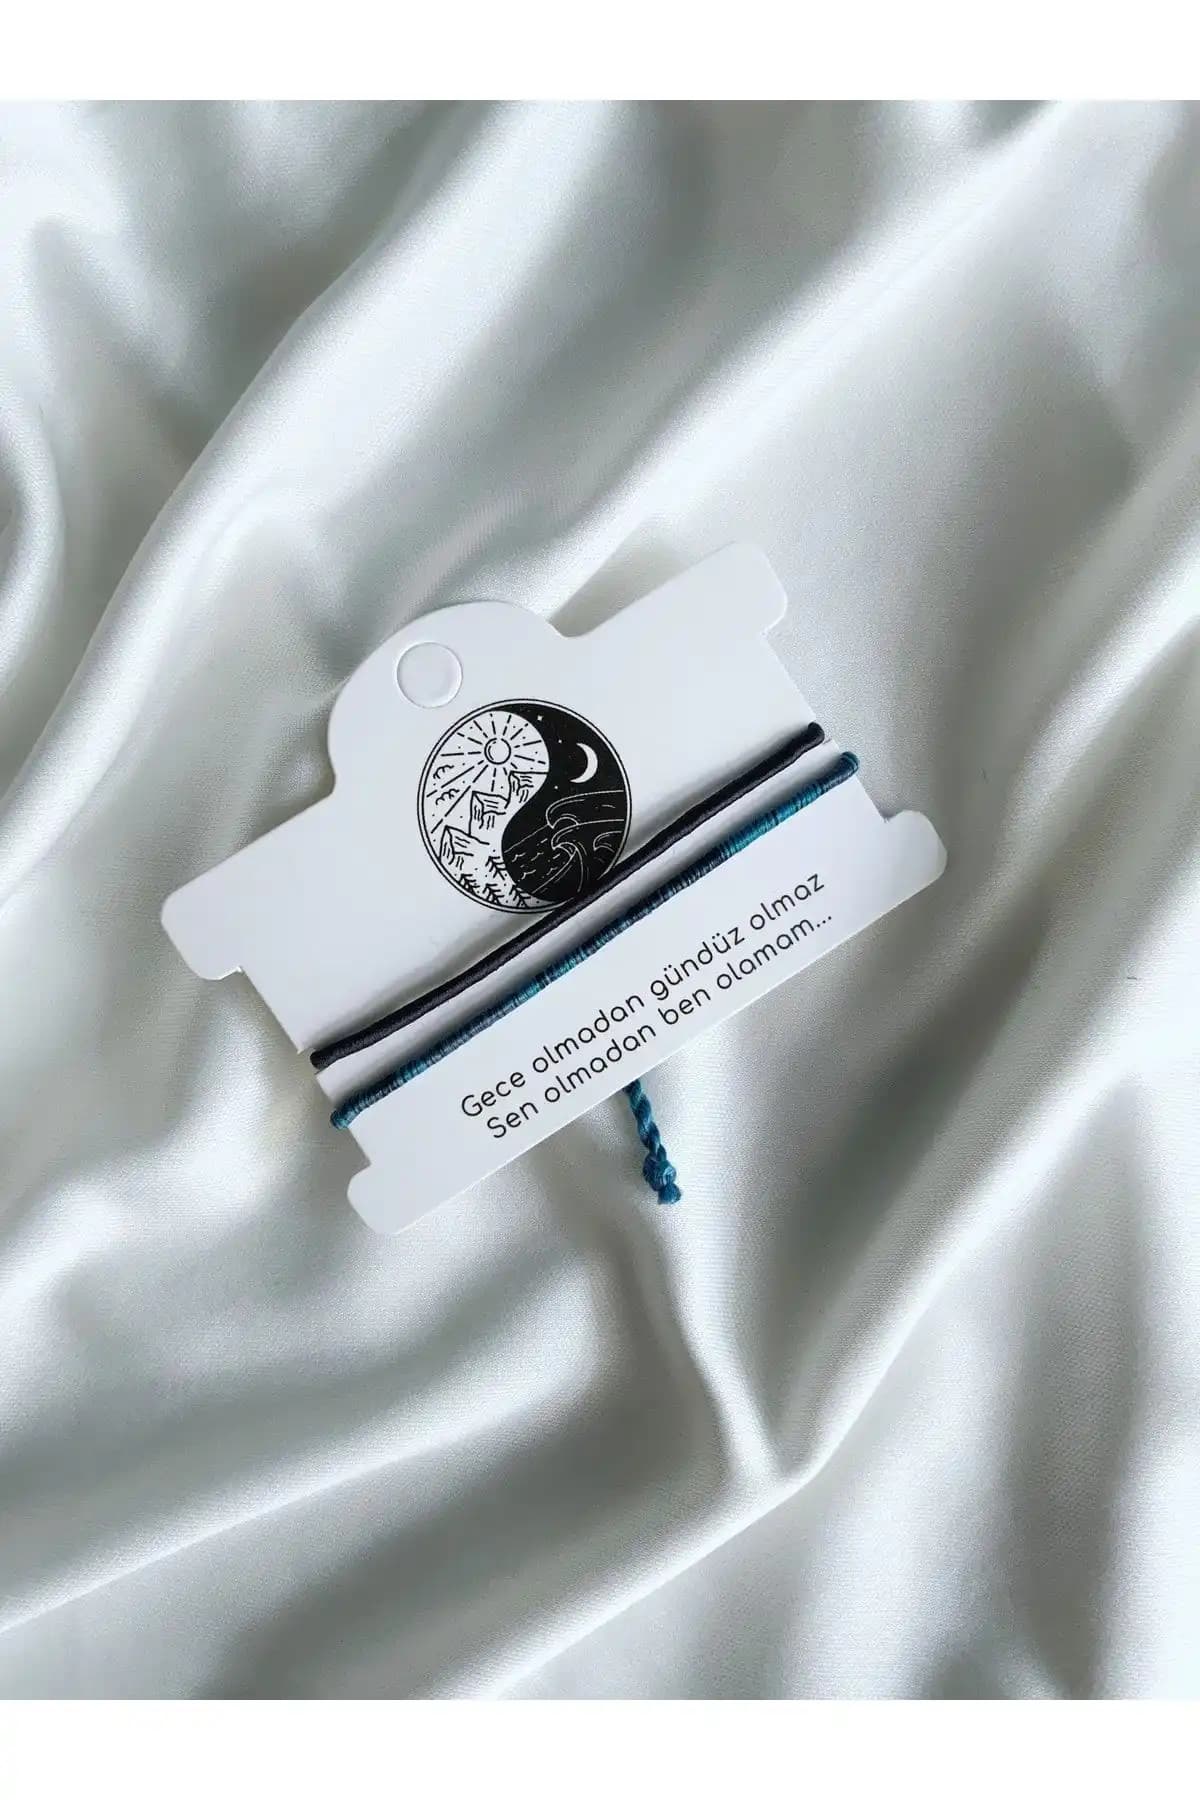 Gece olmadan gündüz olmaz
Sen olmadan ben olamam...